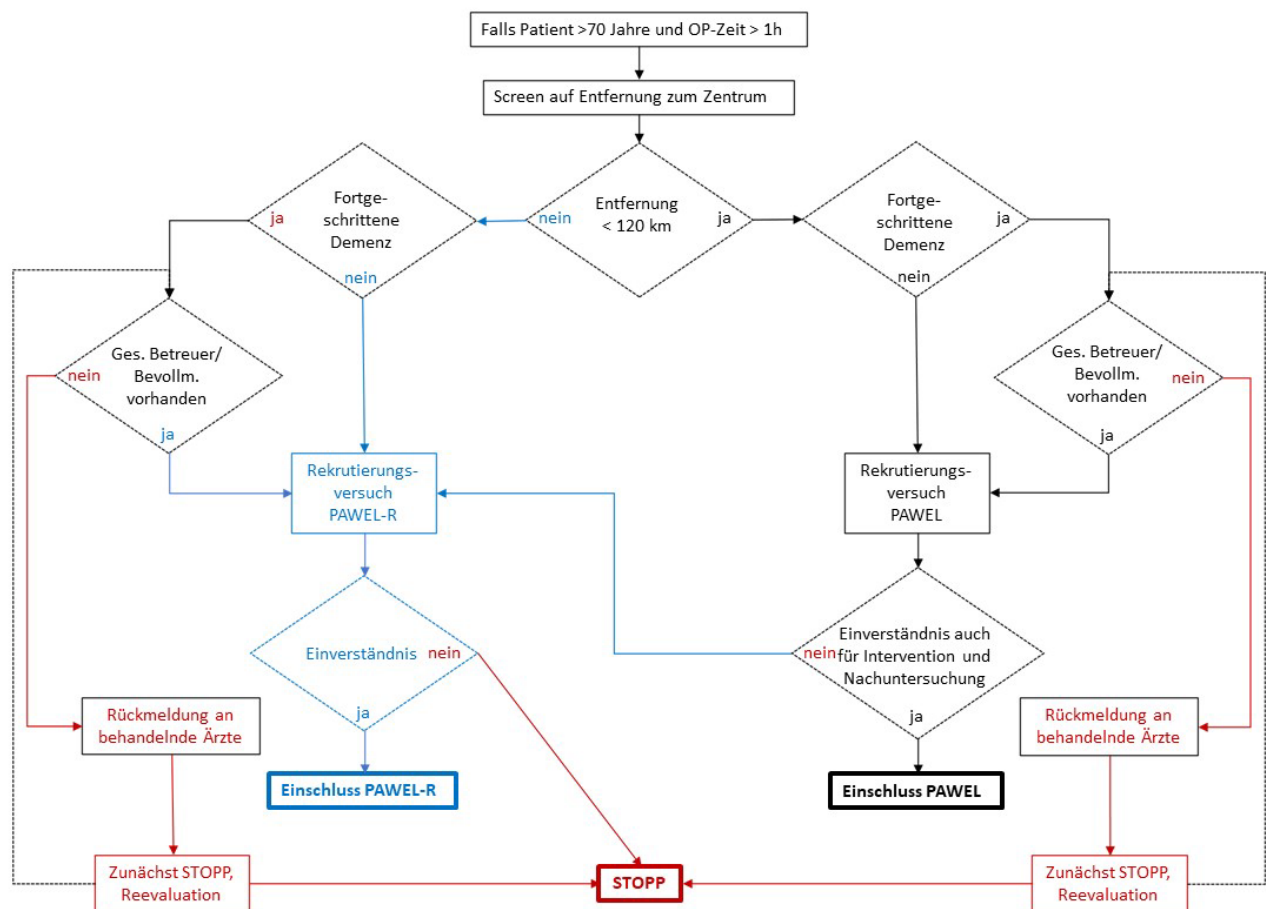 Falls Patient >70 Jahre und OP-Zeit > 1h
Screen auf Entfernung zum Zentrum
Fortge-
schrittene
Demenz
ja
nein
Entfernung
< 120 km
nein
ja
Fortge-
schrittene
Demenz
ja
nein
Ges. Betreuer/
Bevollm.
vorhanden
nein
ja
Ges. Betreuer/
Bevollm.
vorhanden
nein
ja
Rekrutierungs-
versuch
PAWEL-R
Rekrutierungs-
versuch
PAWEL
Einverständnis
nein
ja
Einverständnis auch
für Intervention und
Nachuntersuchung
nein
ja
Rückmeldung an
behandelnde Ärzte
Rückmeldung an
behandelnde Ärzte
Einschluss PAWEL-R
Einschluss PAWEL
Zunächst STOPP,
Reevaluation
STOPP
Zunächst STOPP,
Reevaluation